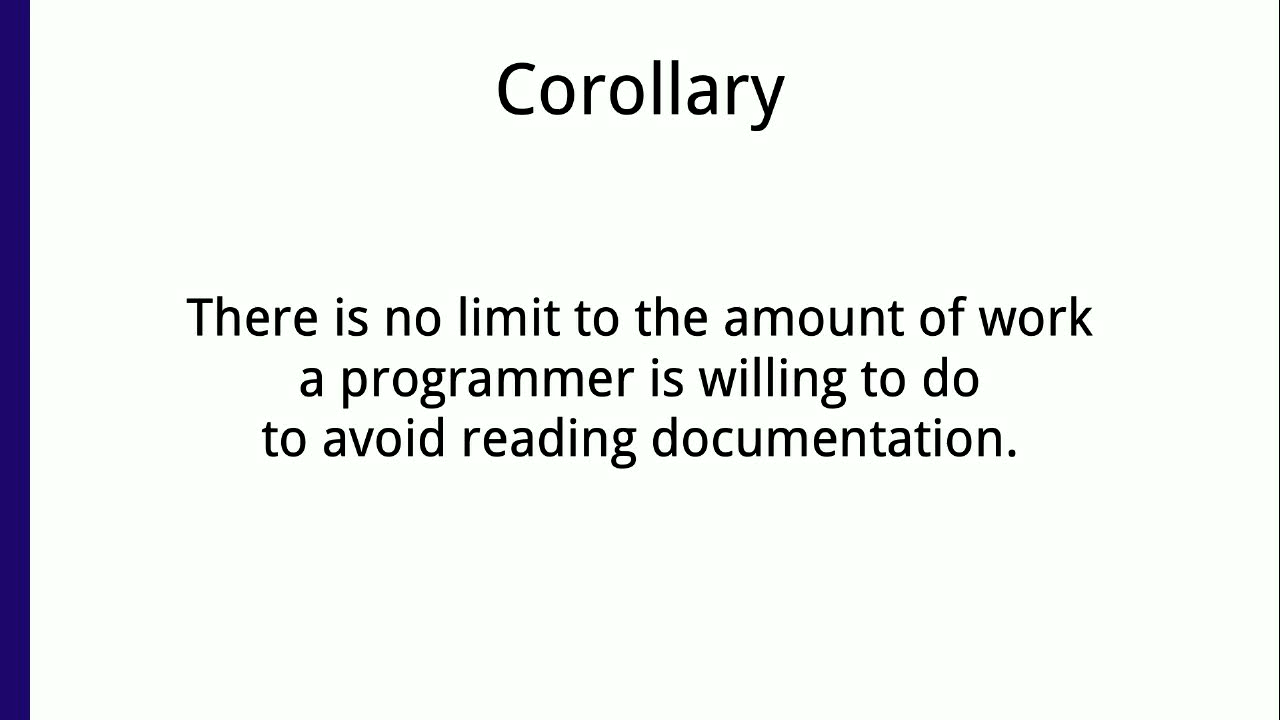 Corollary
There is no limit to the amount of work
a programmer is willing to do
to avoid reading documentation.